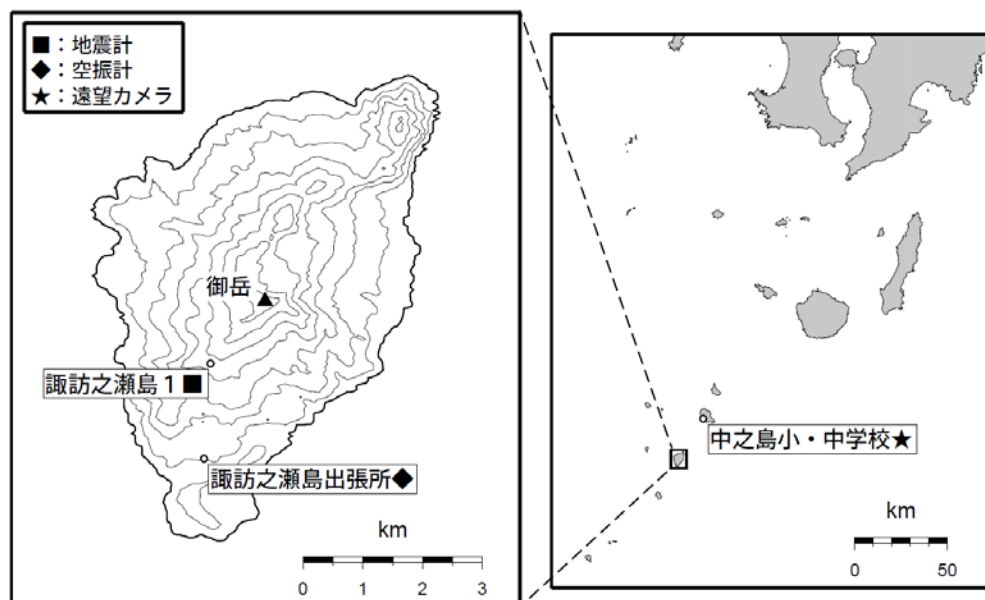 ■：地震計
◆：空振計
★：遠望カメラ
御岳
諏訪之瀬島１■
諏訪之瀬島出張所◆
km
0 1 2 3
中之島小・中学校★
km
0 50